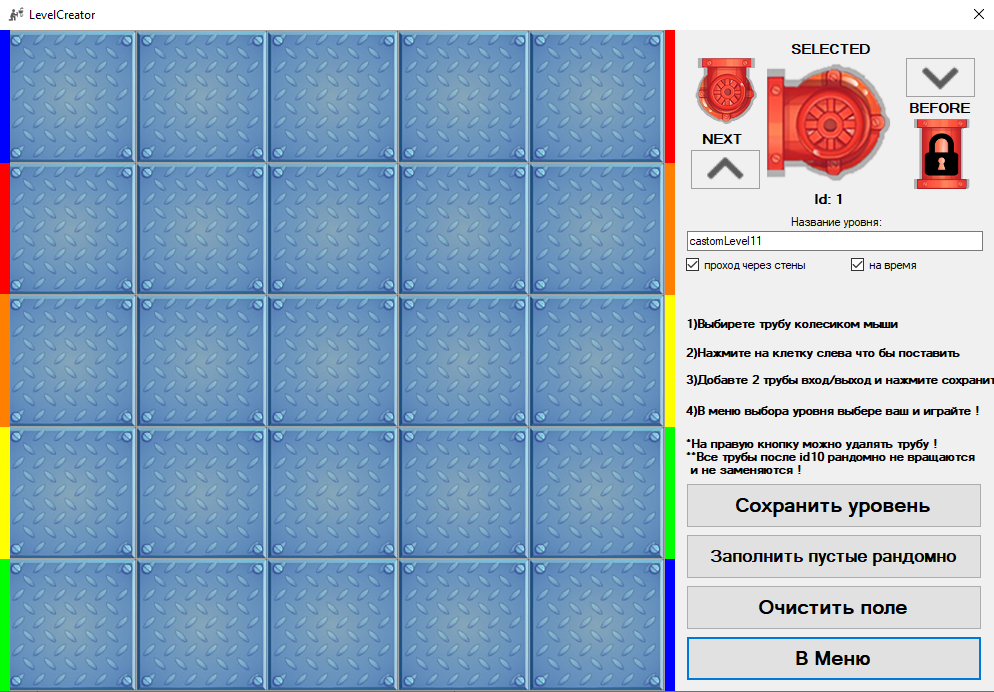 LevelCreator
SELECTED
BEFORE
NEXT
Id: 1
Название уровня:
castomLevel11
проход через стены
на время
1)Выбирете трубу колесиком мыши
2)Нажмите на клетку слева что бы поставить
3)Добавте 2 трубы вход/выход и нажмите сохранит
4)В меню выбора уровня выбере ваш и играйте !
*На правую кнопку можно удалять трубу !
**Все трубы после id10 рандомно не вращаются
и не заменяются !
Сохранить уровень
Заполнить пустые рандомно
Очистить поле
В Меню